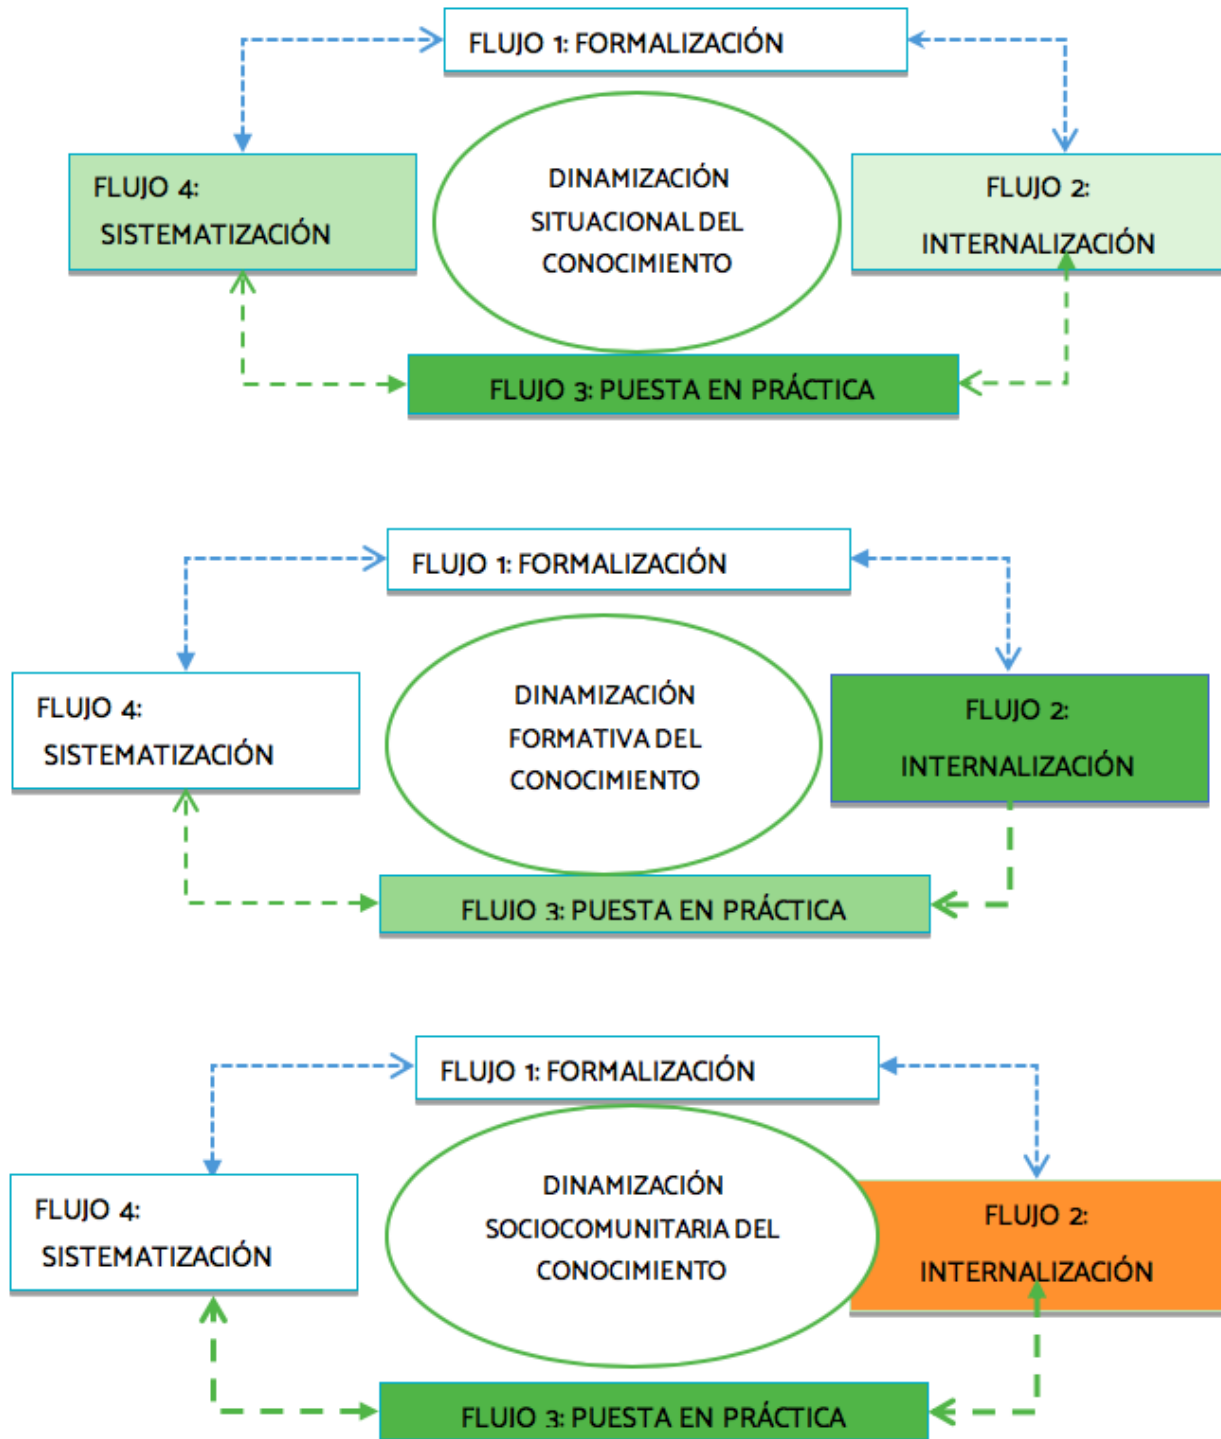 FLUJO 1: FORMALIZACIÓN
FLUJO 4:
SISTEMATIZACIÓN
DINAMIZACIÓN
SITUACIONAL DEL
CONOCIMIENTO
FLUJO 2:
INTERNALIZACIÓN
FLUJO 3: PUESTA EN PRÁCTICA
FLUJO 1: FORMALIZACIÓN
FLUJO 4:
SISTEMATIZACIÓN
DINAMIZACIÓN
FORMATIVA DEL
CONOCIMIENTO
FLUJO 2:
INTERNALIZACIÓN
FLUJO 3: PUESTA EN PRÁCTICA
FLUJO 1: FORMALIZACIÓN
FLUJO 4:
SISTEMATIZACIÓN
DINAMIZACIÓN
SOCIOCOMUNITARIA DEL
CONOCIMIENTO
FLUJO 2:
INTERNALIZACIÓN
FLUJO 3: PUESTA EN PRÁCTICA